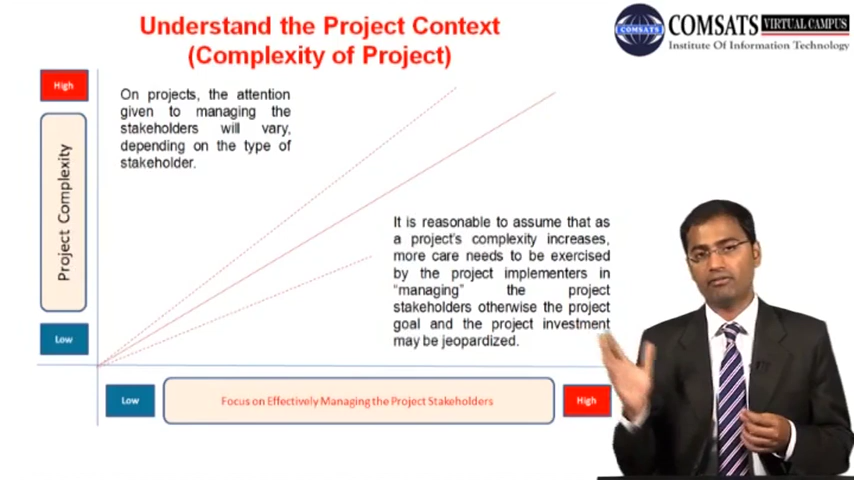 Understand the Project Context
(Complexity of Project)
COMSATS VIRTUAL CAMPUS
Institute Of Information Technology
COMSATS
High
On projects, the attention
given to managing the
stakeholders will vary,
depending on the type of
stakeholder.
Project Complexity
It is reasonable to assume that as
a project's complexity increases,
more care needs to be exercised
by the project implementers in
“managing” the project
stakeholders otherwise the project
goal and the project investment
may be jeopardized.
Low
Low
Focus on Effectively Managing the Project Stakeholders
High